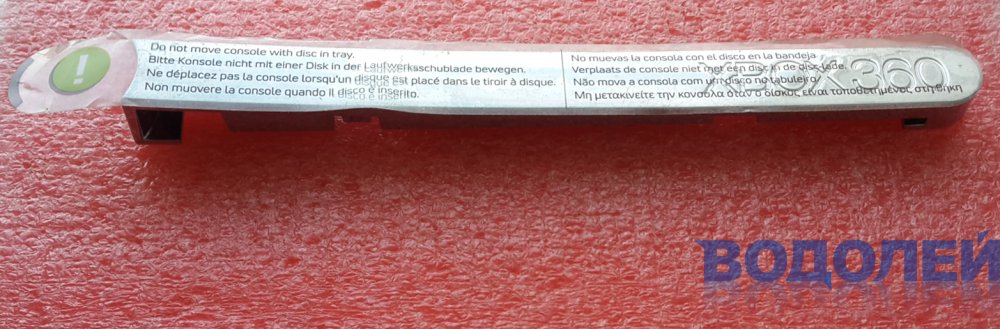 !
Do not move console with disc in tray.
Bitte Konsole nicht mit einer Disk in der Laufwerksschublade bewegen.
Ne déplacez pas la console lorsqu'un disque est placé dans le tiroir à disque.
Non muovere la console quando il disco è inserito.
No muevas la consola con el disco en la bandeja
Verplaats de console niet met een disc in de disc lade.
Não mova a consola com um disco no tabuleiro
Μη μετακινείτε την κονσόλα όταν ο δίσκος είναι τοποθετημένος στη θήκη
XBOX 360
ВОДОЛЕЙ